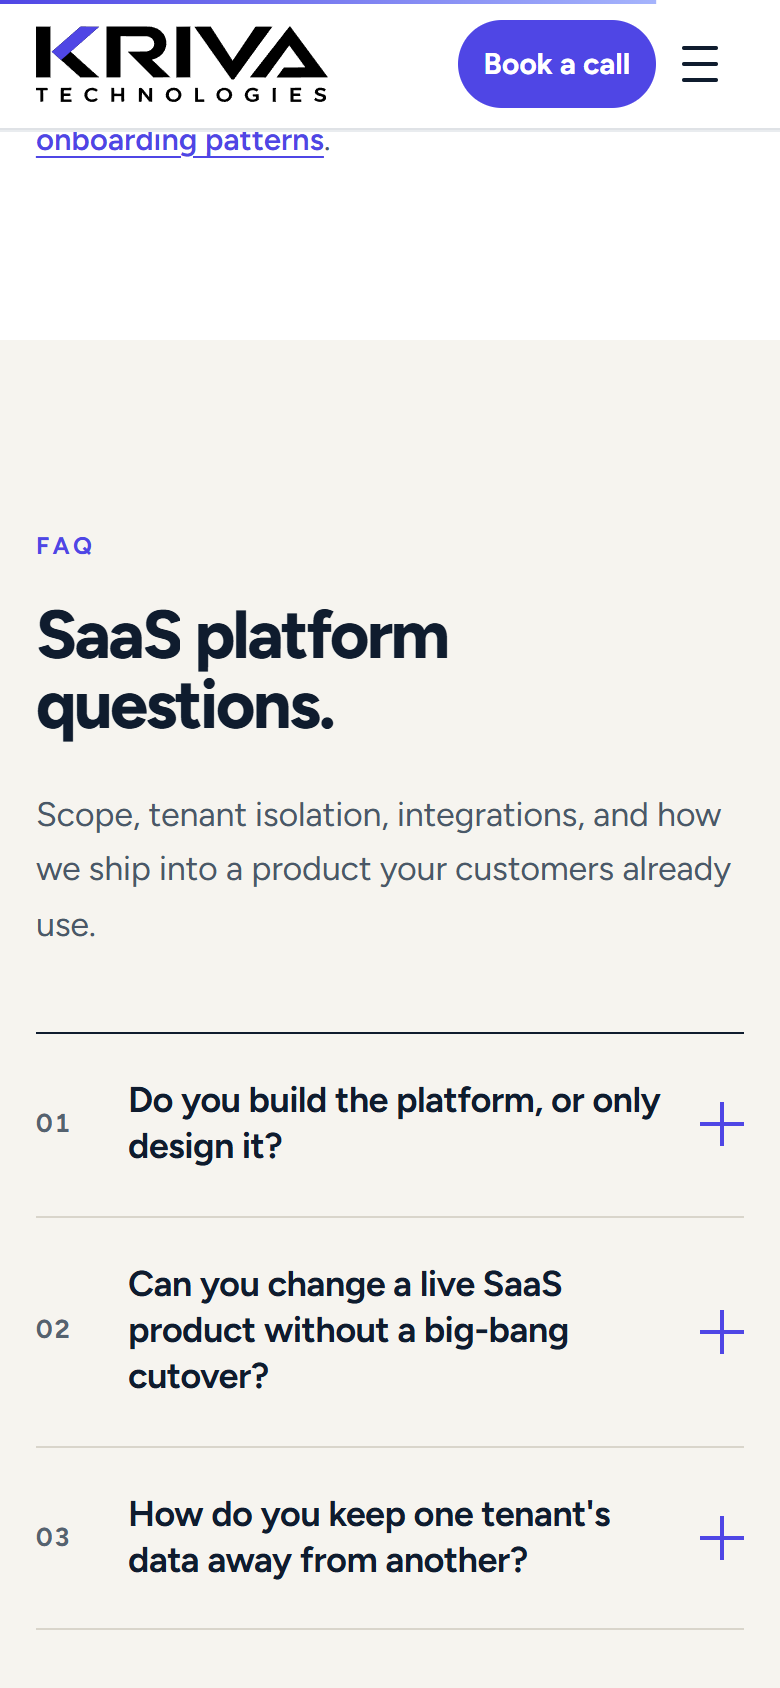 KRIVA
TECHNOLOGIES
Book a call
onboarding patterns.
FAQ
SaaS platform
questions.
Scope, tenant isolation, integrations, and how
we ship into a product your customers already
use.
01
Do you build the platform, or only
design it?
02
Can you change a live SaaS
product without a big-bang
cutover?
03
How do you keep one tenant's
data away from another?